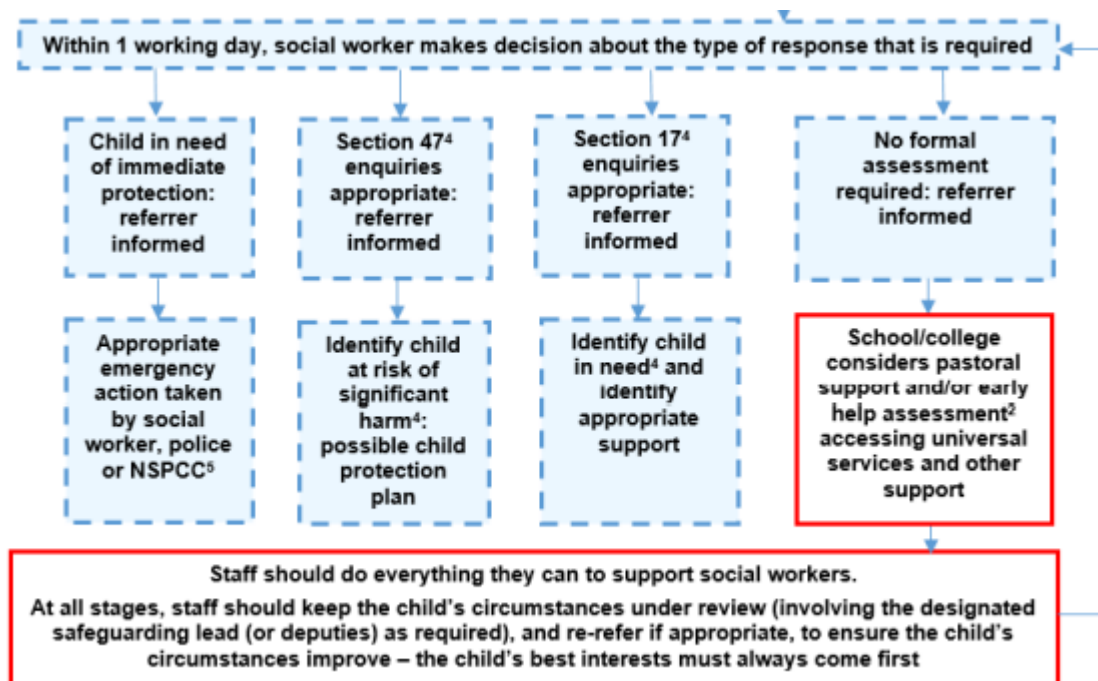 Within 1 working day, social worker makes decision about the type of response that is required
Child in need
of immediate
protection:
referrer
informed
Section 47⁴
enquiries
appropriate:
referrer
informed
Section 17⁴
enquiries
appropriate:
referrer
informed
No formal
assessment
required: referrer
informed
Appropriate
emergency
action taken
by social
worker, police
or NSPCC⁵
Identify child
at risk of
significant
harm⁴:
possible child
protection
plan
Identify child
in need⁴ and
identify
appropriate
support
School/college
considers pastoral
support and/or early
help assessment²
accessing universal
services and other
support
Staff should do everything they can to support social workers.
At all stages, staff should keep the child’s circumstances under review (involving the designated
safeguarding lead (or deputies) as required), and re-refer if appropriate, to ensure the child’s
circumstances improve – the child’s best interests must always come first